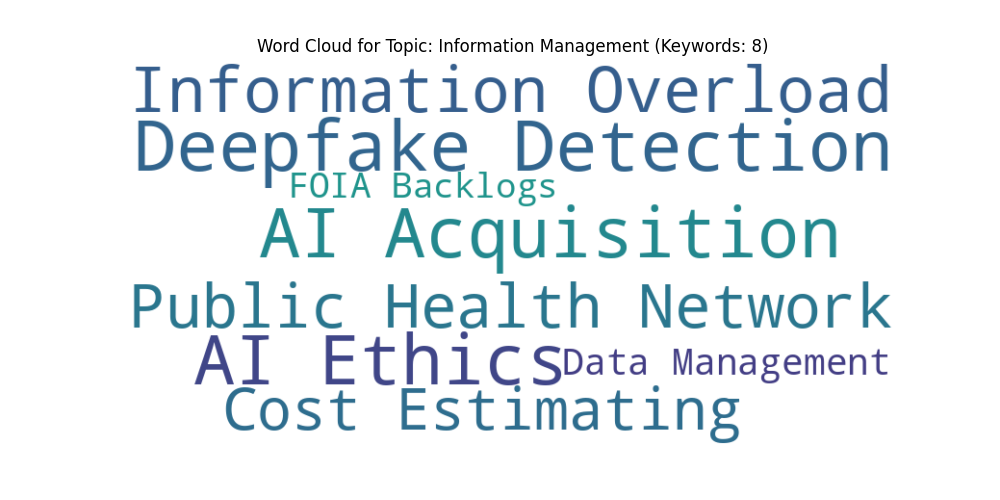 Word Cloud for Topic: Information Management (Keywords: 8)
Information Overload
Deepfake Detection
FOIA Backlogs
AI Acquisition
Public Health Network
AI Ethics
Data Management
Cost Estimating